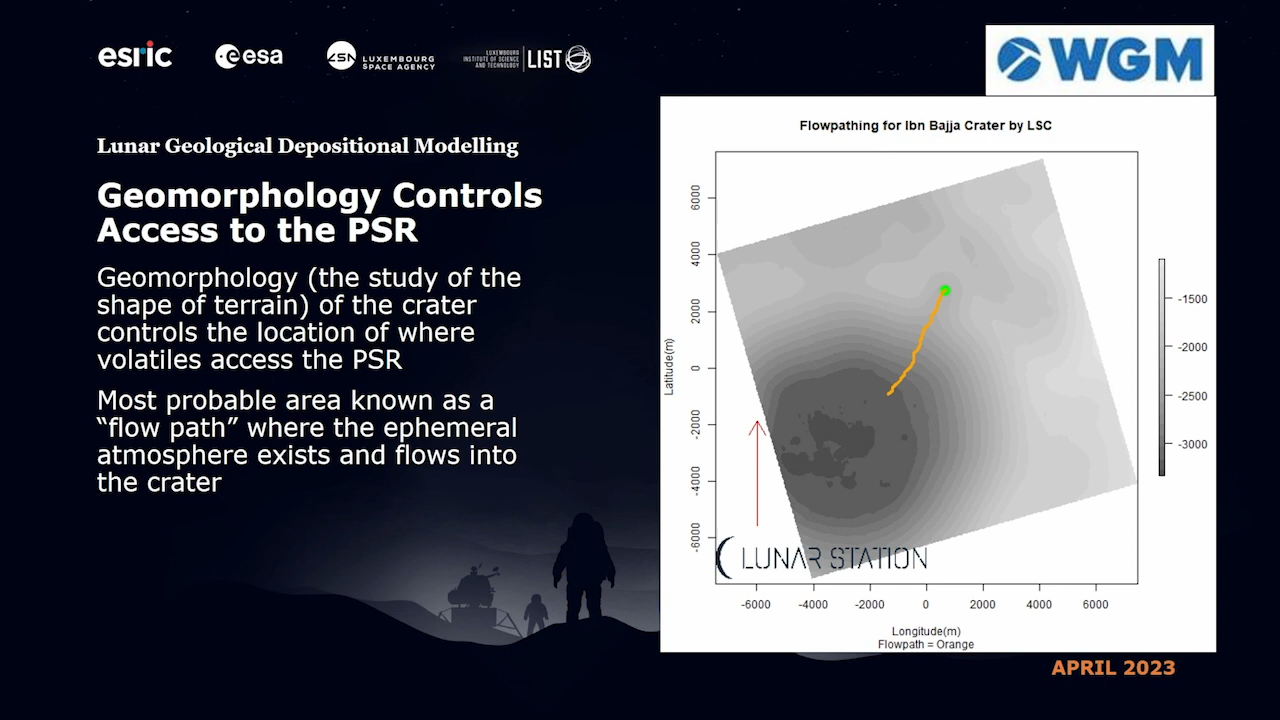 esric
esa
LSA LUXEMBOURG
SPACE AGENCY
LUXEMBOURG
INSTITUTE OF SCIENCE
AND TECHNOLOGY
LIST
WGM
Lunar Geological Depositional Modelling
Geomorphology Controls
Access to the PSR
Geomorphology (the study of the
shape of terrain) of the crater
controls the location of where
volatiles access the PSR
Most probable area known as a
“flow path” where the ephemeral
atmosphere exists and flows into
the crater
Flowpathing for Ibn Bajja Crater by LSC
Latitude(m)
6000
4000
2000
0
-2000
-4000
-6000
-1500
-2000
-2500
-3000
LUNAR STATION
-6000 -4000 -2000 0 2000 4000 6000
Longitude(m)
Flowpath = Orange
APRIL 2023